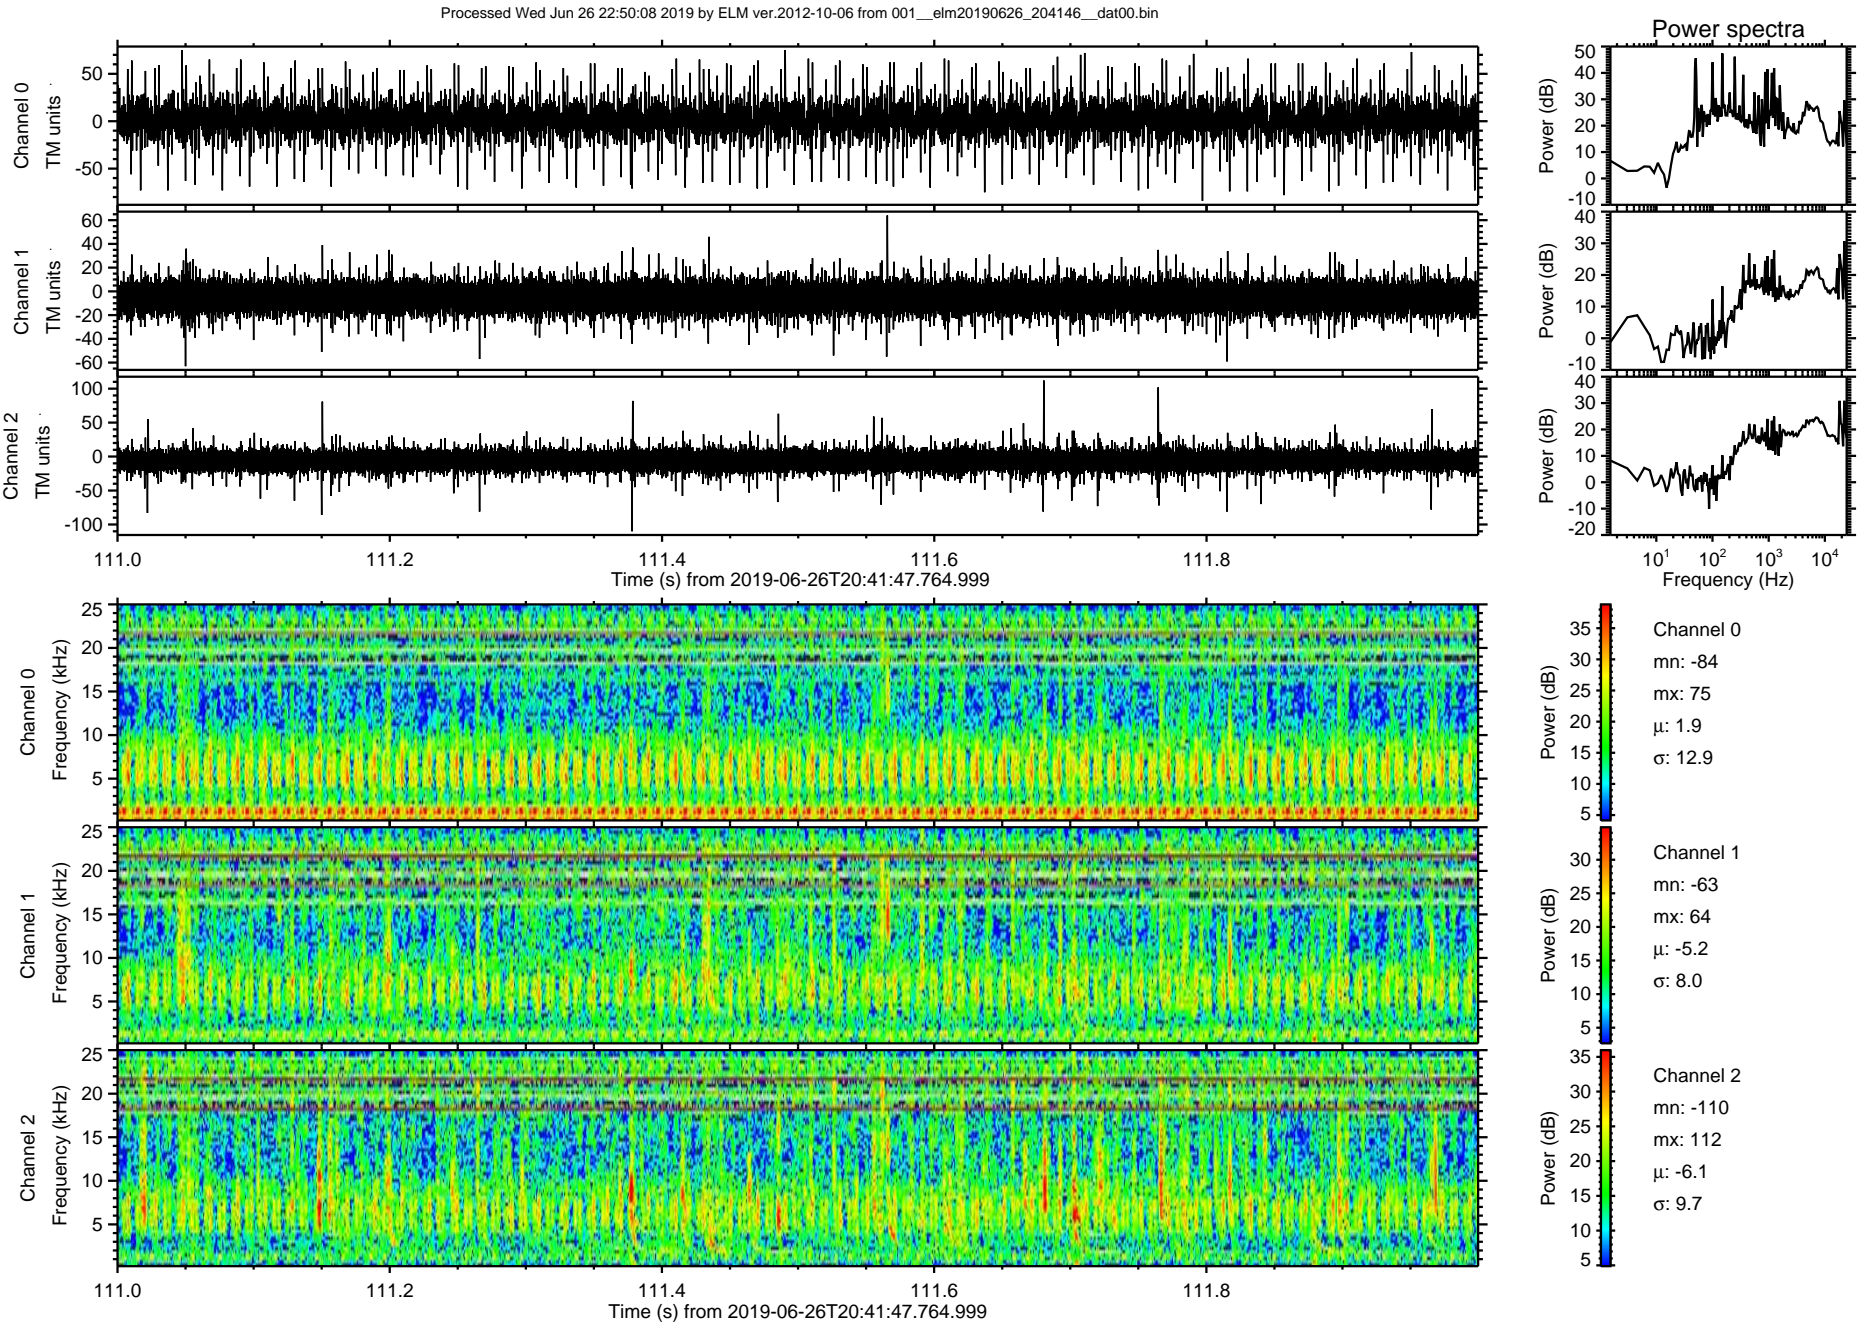 Processed Wed Jun 26 22:50:08 2019 by ELM ver.2012-10-06 from 001__elm20190626_204146__dat00.bin
Power spectra
Channel 0
TM units
50
0
-50
Power (dB)
50
40
30
20
10
0
-10
Channel 1
TM units
60
40
20
0
-20
-40
-60
Power (dB)
40
30
20
10
0
-10
Channel 2
TM units
100
50
0
-50
-100
Power (dB)
40
30
20
10
0
-10
-20
111.0 111.2 111.4 111.6 111.8
Time (s) from 2019-06-26T20:41:47.764.999
10¹ 10² 10³ 10⁴
Frequency (Hz)
Channel 0
Frequency (kHz)
25
20
15
10
5
Power (dB)
35
30
25
20
15
10
5
Channel 0
mn: -84
mx: 75
µ: 1.9
σ: 12.9
Channel 1
Frequency (kHz)
25
20
15
10
5
Power (dB)
30
25
20
15
10
5
Channel 1
mn: -63
mx: 64
µ: -5.2
σ: 8.0
Channel 2
Frequency (kHz)
25
20
15
10
5
Power (dB)
35
30
25
20
15
10
5
Channel 2
mn: -110
mx: 112
µ: -6.1
σ: 9.7
111.0 111.2 111.4 111.6 111.8
Time (s) from 2019-06-26T20:41:47.764.999